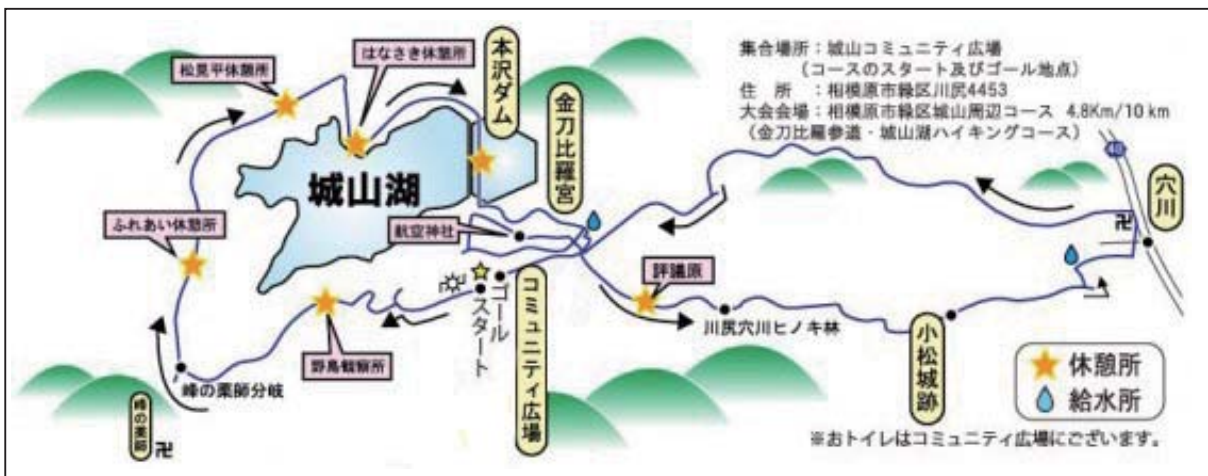 集合場所：城山コミュニティ広場
（コースのスタート及びゴール地点）
住　所　：相模原市緑区川尻4453
大会会場：相模原市緑区城山周辺コース　4.8Km/10 km
（金刀比羅参道・城山湖ハイキングコース）
松見平休憩所
はなさき休憩所
本沢ダム
金刀比羅宮
城山湖
航空神社
ふれあい休憩所
穴川
卍
評議原
コミュニティ広場
ゴール
スタート
川尻穴川ヒノキ林
小松城跡
野鳥観察所
峰の薬師分岐
峰の薬師
卍
休憩所
給水所
※おトイレはコミュニティ広場にございます。